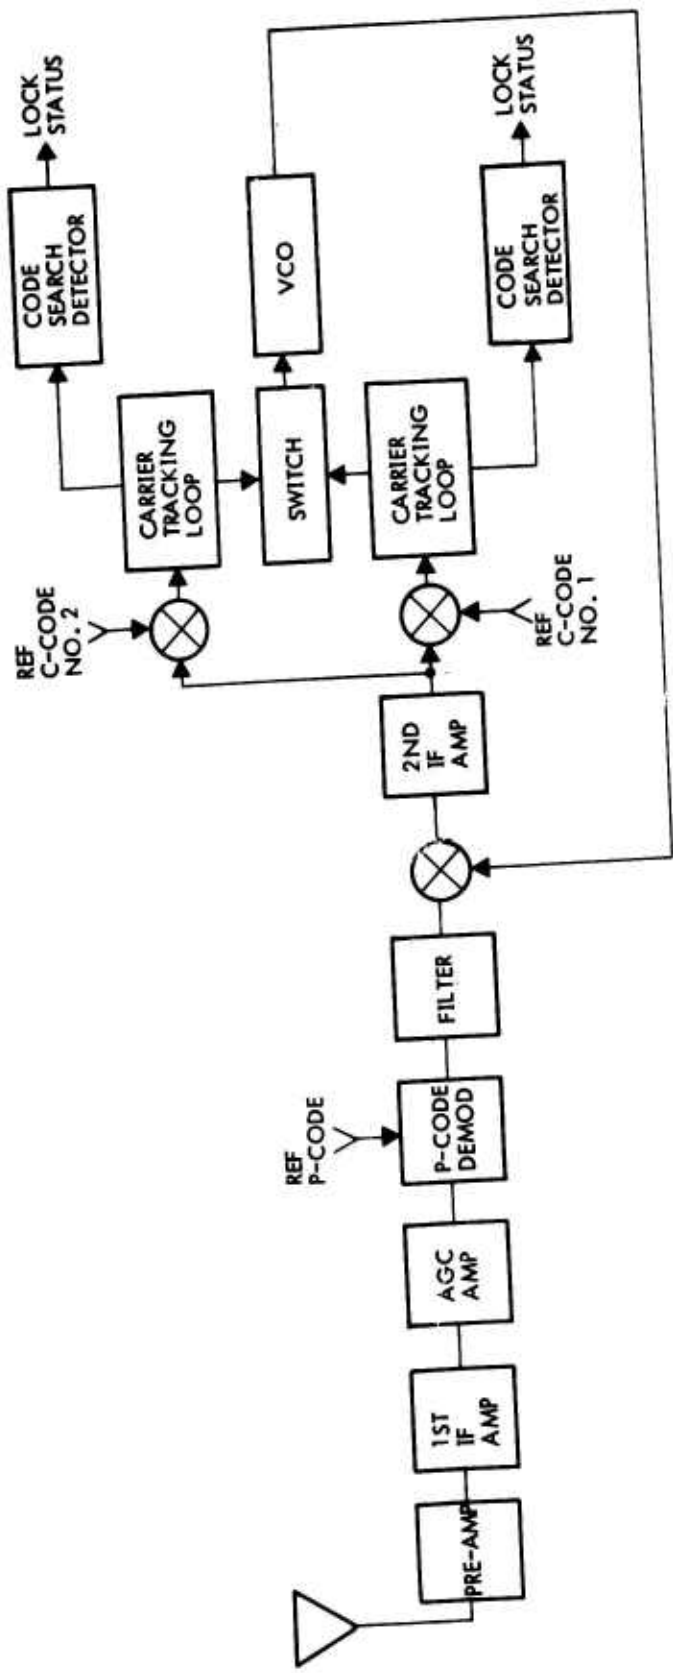 PRE-AMP
1ST
IF
AMP
AGC
AMP
REF
P-CODE
P-CODE
DEMOD
FILTER
2ND
IF
AMP
REF
C-CODE
NO. 2
REF
C-CODE
NO. 1
CARRIER
TRACKING
LOOP
SWITCH
CARRIER
TRACKING
LOOP
CODE
SEARCH
DETECTOR
VCO
CODE
SEARCH
DETECTOR
LOCK
STATUS
LOCK
STATUS